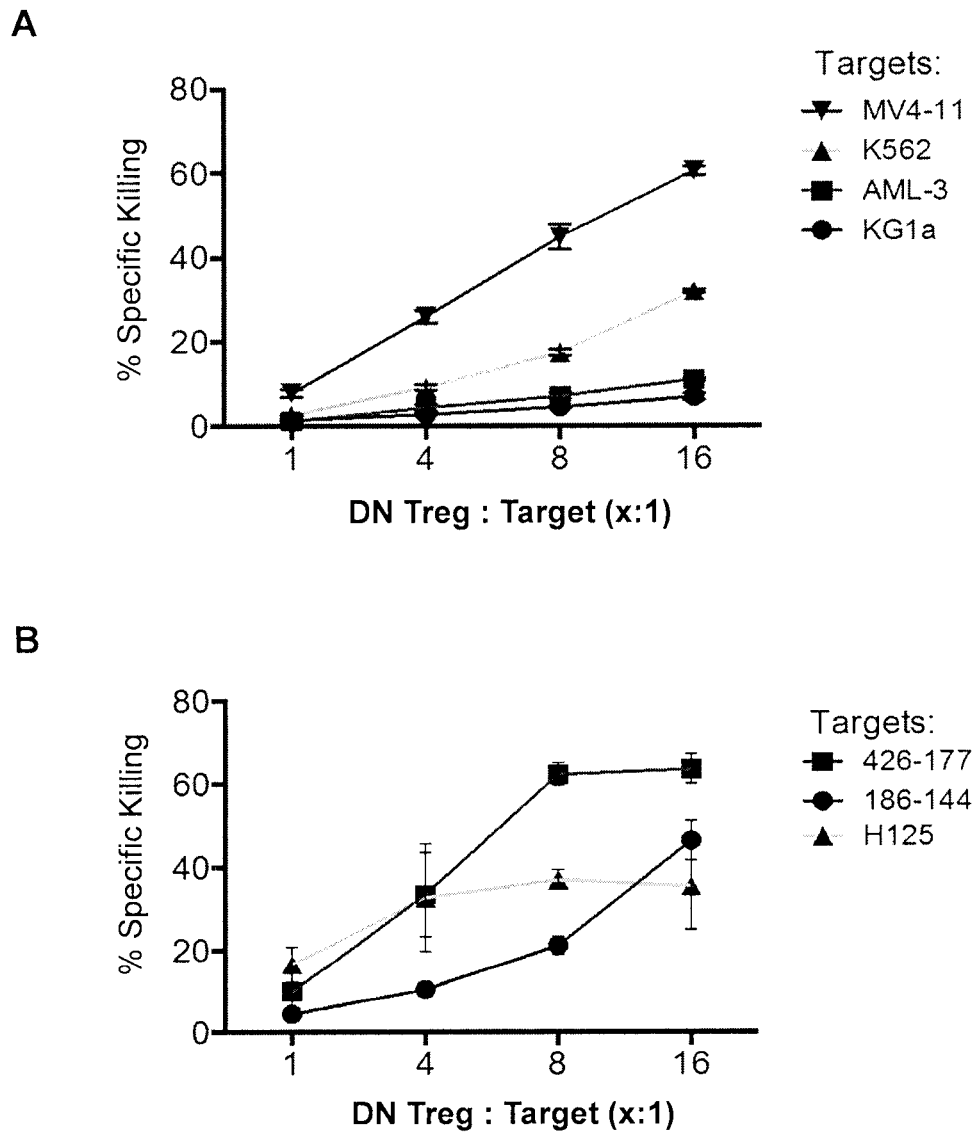 A
Targets:
MV4-11
K562
AML-3
KG1a
% Specific Killing
80
60
40
20
0
1 4 8 16
DN Treg : Target (x:1)
B
Targets:
426-177
186-144
H125
% Specific Killing
80
60
40
20
0
1 4 8 16
DN Treg : Target (x:1)